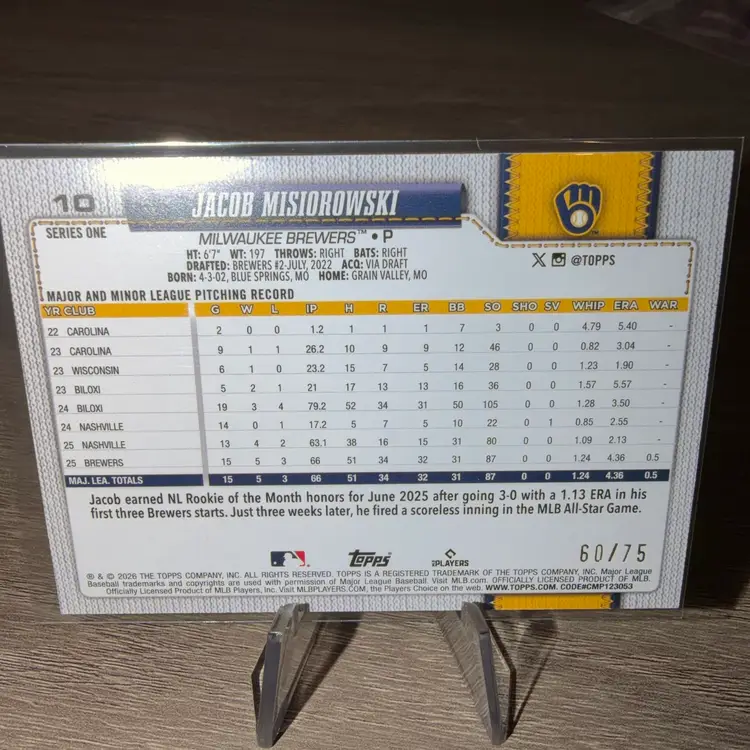 10
JACOB MISIOROWSKI
SERIES ONE
MILWAUKEE BREWERS™ • P
HT: 6'7" WT: 197 THROWS: RIGHT BATS: RIGHT
DRAFTED: BREWERS #2-JULY, 2022 ACQ: VIA DRAFT
BORN: 4-3-02, BLUE SPRINGS, MO HOME: GRAIN VALLEY, MO
X @TOPPS
MAJOR AND MINOR LEAGUE PITCHING RECORD
YR CLUB G W L IP H R ER BB SO SHO SV WHIP ERA WAR
22 CAROLINA 2 0 0 1.2 1 1 1 7 3 0 0 4.79 5.40 -
23 CAROLINA 9 1 1 26.2 10 9 9 12 46 0 0 0.82 3.04 -
23 WISCONSIN 6 1 0 23.2 15 7 5 14 28 0 0 1.23 1.90 -
23 BILOXI 5 2 1 21 17 13 13 16 36 0 0 1.57 5.57 -
24 BILOXI 19 3 4 79.2 52 34 31 50 105 0 0 1.28 3.50 -
24 NASHVILLE 14 0 1 17.2 5 7 5 10 22 0 1 0.85 2.55 -
25 NASHVILLE 13 4 2 63.1 38 16 15 31 80 0 0 1.09 2.13 -
25 BREWERS 15 5 3 66 51 34 32 31 87 0 0 1.24 4.36 0.5
MAJ. LEA. TOTALS 15 5 3 66 51 34 32 31 87 0 0 1.24 4.36 0.5
Jacob earned NL Rookie of the Month honors for June 2025 after going 3-0 with a 1.13 ERA in his
first three Brewers starts. Just three weeks later, he fired a scoreless inning in the MLB All-Star Game.
60/75
topps PLAYERS
® & © 2026 THE TOPPS COMPANY, INC. ALL RIGHTS RESERVED. TOPPS IS A REGISTERED TRADEMARK OF THE TOPPS COMPANY, INC. Major League
Baseball trademarks and copyrights are used with permission of Major League Baseball. Visit MLB.com. OFFICIALLY LICENSED PRODUCT OF MLB.
Officially Licensed Product of MLB Players, Inc. Visit MLBPLAYERS.COM, the Players Choice on the web. WWW.TOPPS.COM. CODE#CMP123053